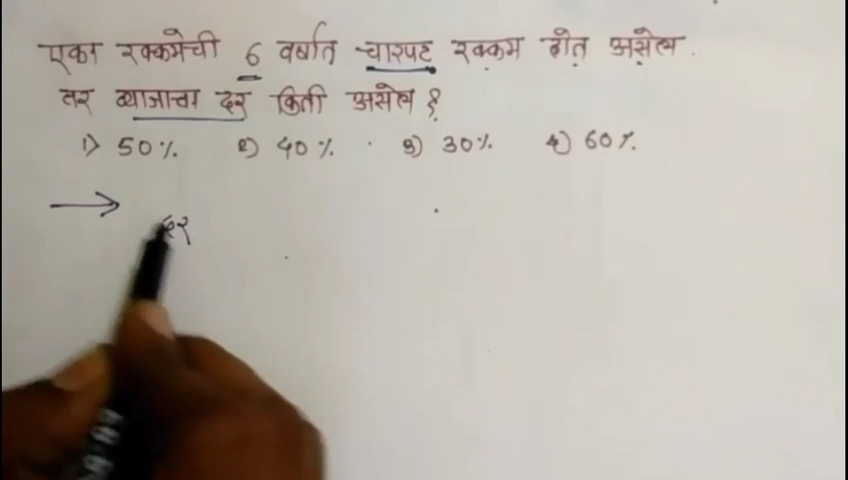 एका रक्कमेची 6 वर्षात चारपट रक्कम होत असेल.
तर व्याजाचा दर किती असेल ?
1) 50%. 2) 40%. 3) 30%. 4) 60%.
दर